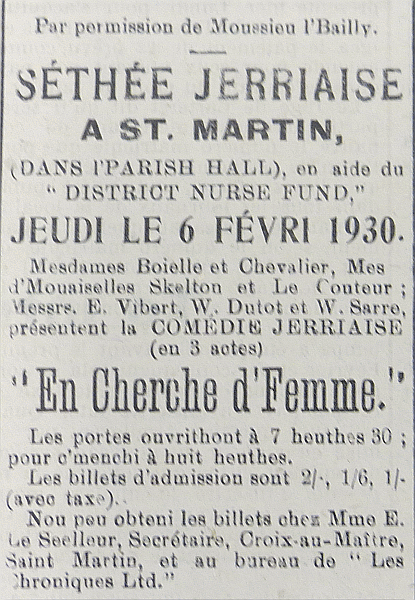 Par permission de Moussieu l'Bailly.
SÉTHÉE JERRIAISE
A ST. MARTIN,
(DANS l'PARISH HALL), en aide du
" DISTRICT NURSE FUND,"
JEUDI LE 6 FÉVRI 1930.
Mesdames Boielle et Chevalier, Mes
d'Mouaiselles Skelton et Le Couteur ;
Messrs. E. Vibert, W. Dutot et W. Sarre,
présentent la COMÉDIE JERRIAISE
(en 3 actes)
"En Cherche d'Femme."
Les portes ouvrithont à 7 heuthes 30 ;
pour c'menchi à huit heuthes.
Les billets d'admission sont 2/-, 1/6, 1/-
(avec taxe).
Nou peu obteni les billets chez Mme E.
Le Seelleur, Secrétaire, Croix-au-Maître,
Saint Martin, et au bureau de " Les
Chroniques Ltd."